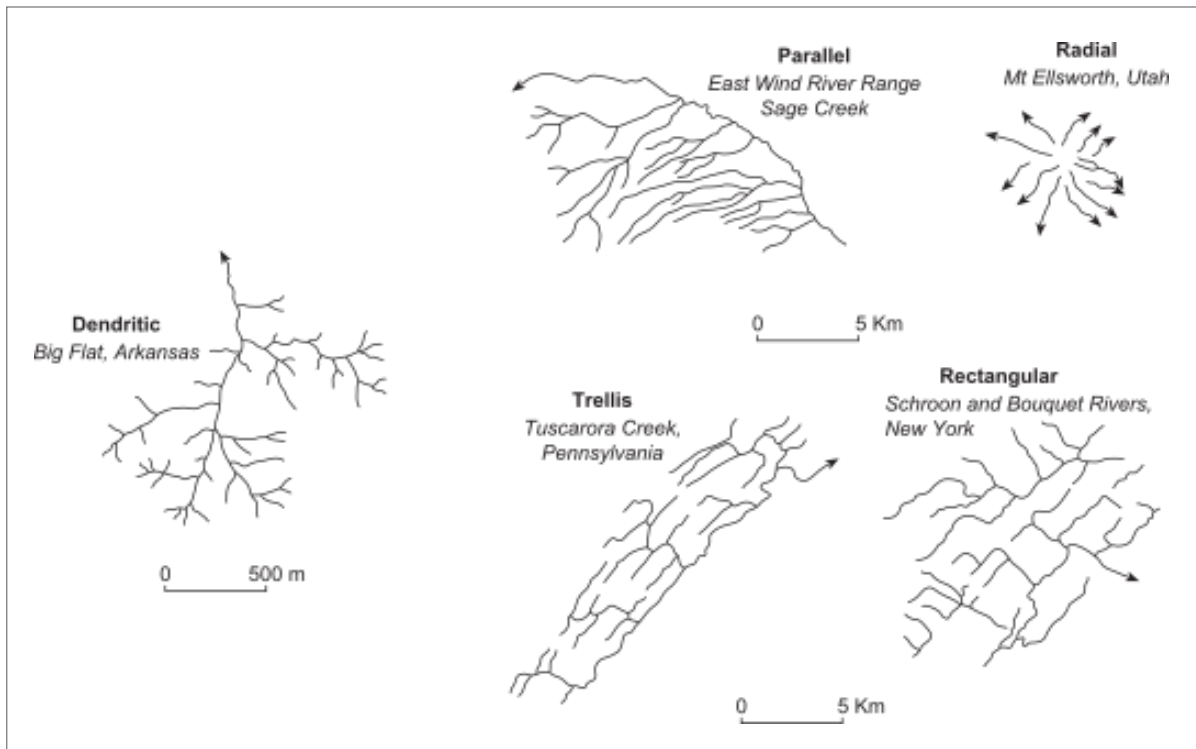 Parallel
East Wind River Range
Sage Creek
Radial
Mt Ellsworth, Utah
0 5 Km
Dendritic
Big Flat, Arkansas
0 500 m
Trellis
Tuscarora Creek,
Pennsylvania
Rectangular
Schroon and Bouquet Rivers,
New York
0 5 Km